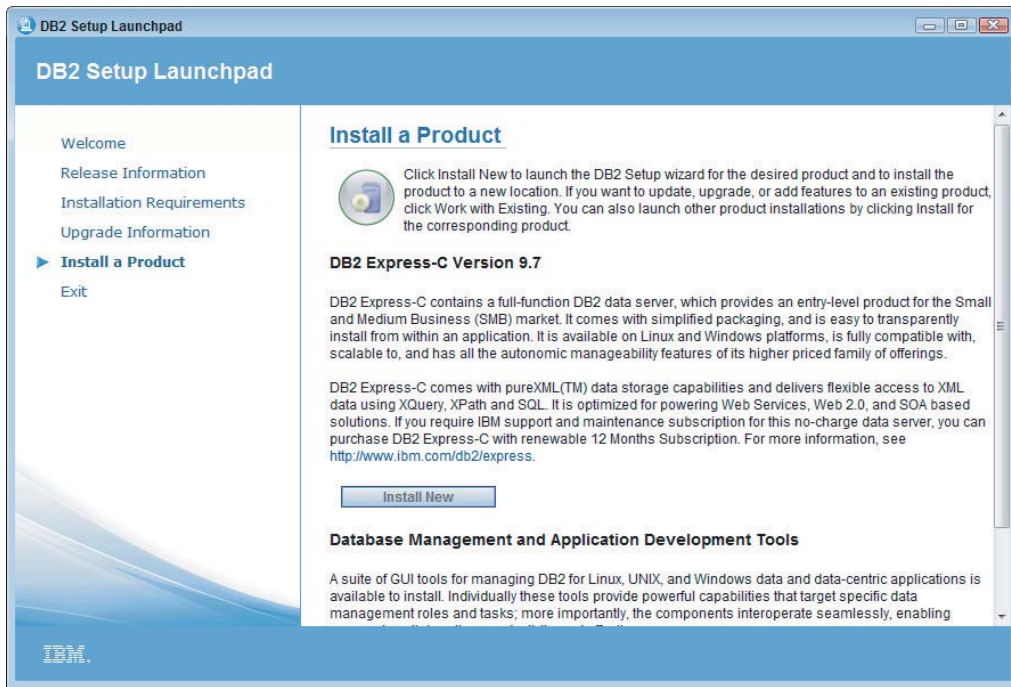 DB2 Setup Launchpad
DB2 Setup Launchpad
Welcome
Release Information
Installation Requirements
Upgrade Information
Install a Product
Exit
Install a Product
Click Install New to launch the DB2 Setup wizard for the desired product and to install the
product to a new location. If you want to update, upgrade, or add features to an existing product,
click Work with Existing. You can also launch other product installations by clicking Install for
the corresponding product.
DB2 Express-C Version 9.7
DB2 Express-C contains a full-function DB2 data server, which provides an entry-level product for the Small
and Medium Business (SMB) market. It comes with simplified packaging, and is easy to transparently
install from within an application. It is available on Linux and Windows platforms, is fully compatible with,
scalable to, and has all the autonomic manageability features of its higher priced family of offerings.
DB2 Express-C comes with pureXML(TM) data storage capabilities and delivers flexible access to XML
data using XQuery, XPath and SQL. It is optimized for powering Web Services, Web 2.0, and SOA based
solutions. If you require IBM support and maintenance subscription for this no-charge data server, you can
purchase DB2 Express-C with renewable 12 Months Subscription. For more information, see
http://www.ibm.com/db2/express.
Install New
Database Management and Application Development Tools
A suite of GUI tools for managing DB2 for Linux, UNIX, and Windows data and data-centric applications is
available to install. Individually these tools provide powerful capabilities that target specific data
management roles and tasks; more importantly, the components interoperate seamlessly, enabling
IBM.